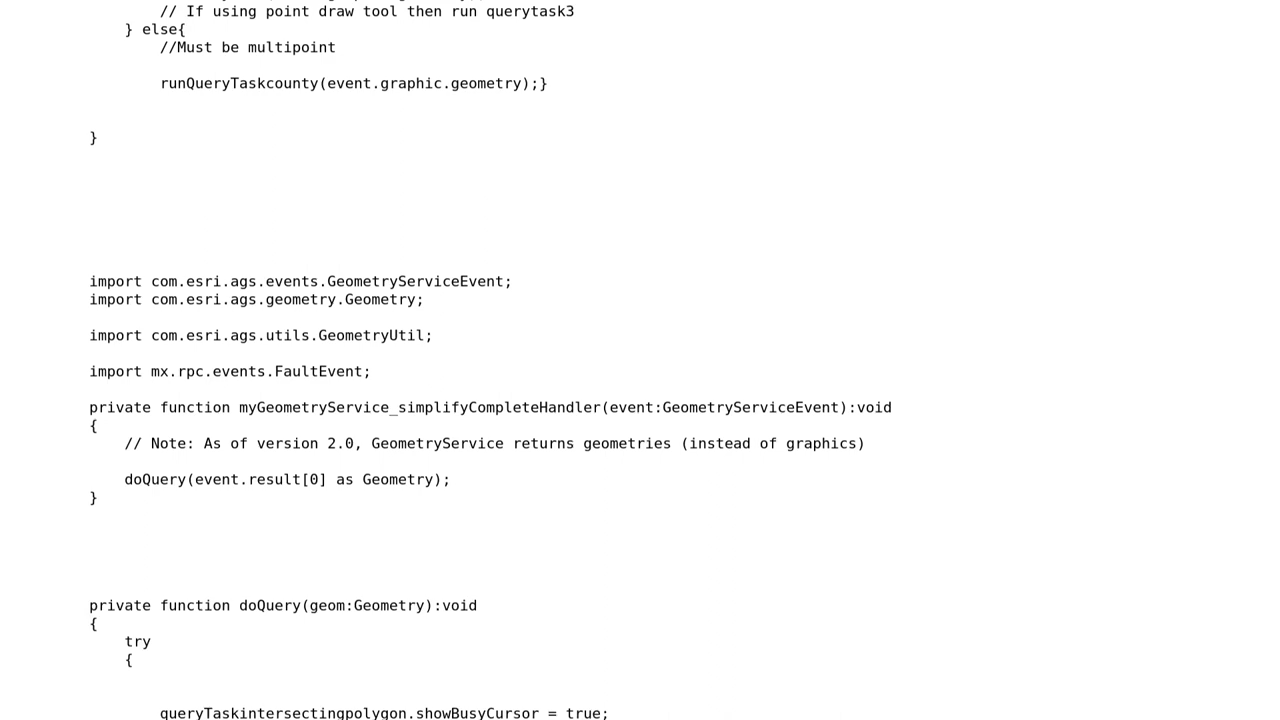 // If using point draw tool then run querytask3
} else{
//Must be multipoint
runQueryTaskcounty(event.graphic.geometry);}
}
import com.esri.ags.events.GeometryServiceEvent;
import com.esri.ags.geometry.Geometry;
import com.esri.ags.utils.GeometryUtil;
import mx.rpc.events.FaultEvent;
private function myGeometryService_simplifyCompleteHandler(event:GeometryServiceEvent):void
{
// Note: As of version 2.0, GeometryService returns geometries (instead of graphics)
doQuery(event.result[0] as Geometry);
}
private function doQuery(geom:Geometry):void
{
try
{
queryTaskintersectingpolygon.showBusyCursor = true;